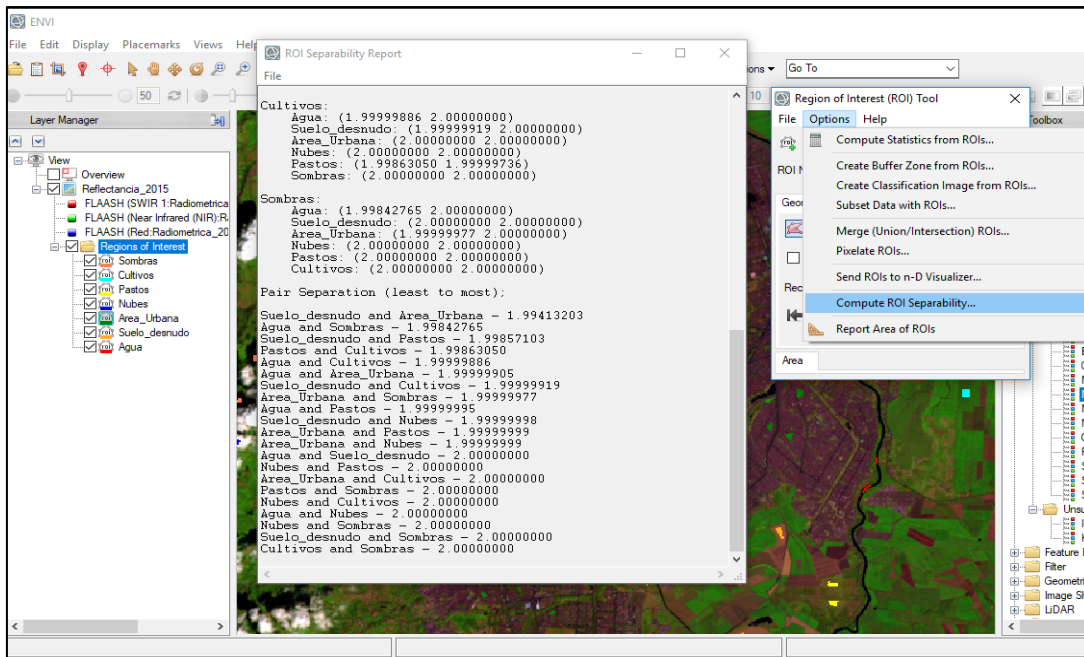 ENVI
File Edit Display Placemarks Views Help
50
Go To
10
Layer Manager
View
Overview
Reflectancia_2015
FLAASH (SWIR 1:Radiometrica
FLAASH (Near Infrared (NIR):R
FLAASH (Red:Radiometrica_20
Regions of Interest
Sombras
Cultivos
Pastos
Nubes
Area_Urbana
Suelo_desnudo
Agua
ROI Separability Report
File
Cultivos:
Agua: (1.99999886 2.00000000)
Suelo_desnudo: (1.99999919 2.00000000)
Area_Urbana: (2.00000000 2.00000000)
Nubes: (2.00000000 2.00000000)
Pastos: (1.99863050 1.99999736)
Sombras: (2.00000000 2.00000000)
Sombras:
Agua: (1.99842765 2.00000000)
Suelo_desnudo: (2.00000000 2.00000000)
Area_Urbana: (1.99999977 2.00000000)
Nubes: (2.00000000 2.00000000)
Pastos: (2.00000000 2.00000000)
Cultivos: (2.00000000 2.00000000)
Pair Separation (least to most);
Suelo_desnudo and Area_Urbana - 1.99413203
Agua and Sombras - 1.99842765
Suelo_desnudo and Pastos - 1.99857103
Pastos and Cultivos - 1.99863050
Agua and Cultivos - 1.99999886
Agua and Area_Urbana - 1.99999905
Suelo_desnudo and Cultivos - 1.99999919
Area_Urbana and Sombras - 1.99999977
Agua and Pastos - 1.99999995
Suelo_desnudo and Nubes - 1.99999998
Area_Urbana and Pastos - 1.99999999
Area_Urbana and Nubes - 1.99999999
Agua and Suelo_desnudo - 2.00000000
Nubes and Pastos - 2.00000000
Area_Urbana and Cultivos - 2.00000000
Pastos and Sombras - 2.00000000
Nubes and Cultivos - 2.00000000
Agua and Nubes - 2.00000000
Nubes and Sombras - 2.00000000
Suelo_desnudo and Sombras - 2.00000000
Cultivos and Sombras - 2.00000000
Region of Interest (ROI) Tool
File Options Help
ROI N
Geor
Rec
Area
Compute Statistics from ROIs...
Create Buffer Zone from ROIs...
Create Classification Image from ROIs...
Subset Data with ROIs...
Merge (Union/Intersection) ROIs...
Pixelate ROIs...
Send ROIs to n-D Visualizer...
Compute ROI Separability...
Report Area of ROIs
Toolbox
Unsu
Feature
Filter
Geometri
Image Sh
LiDAR